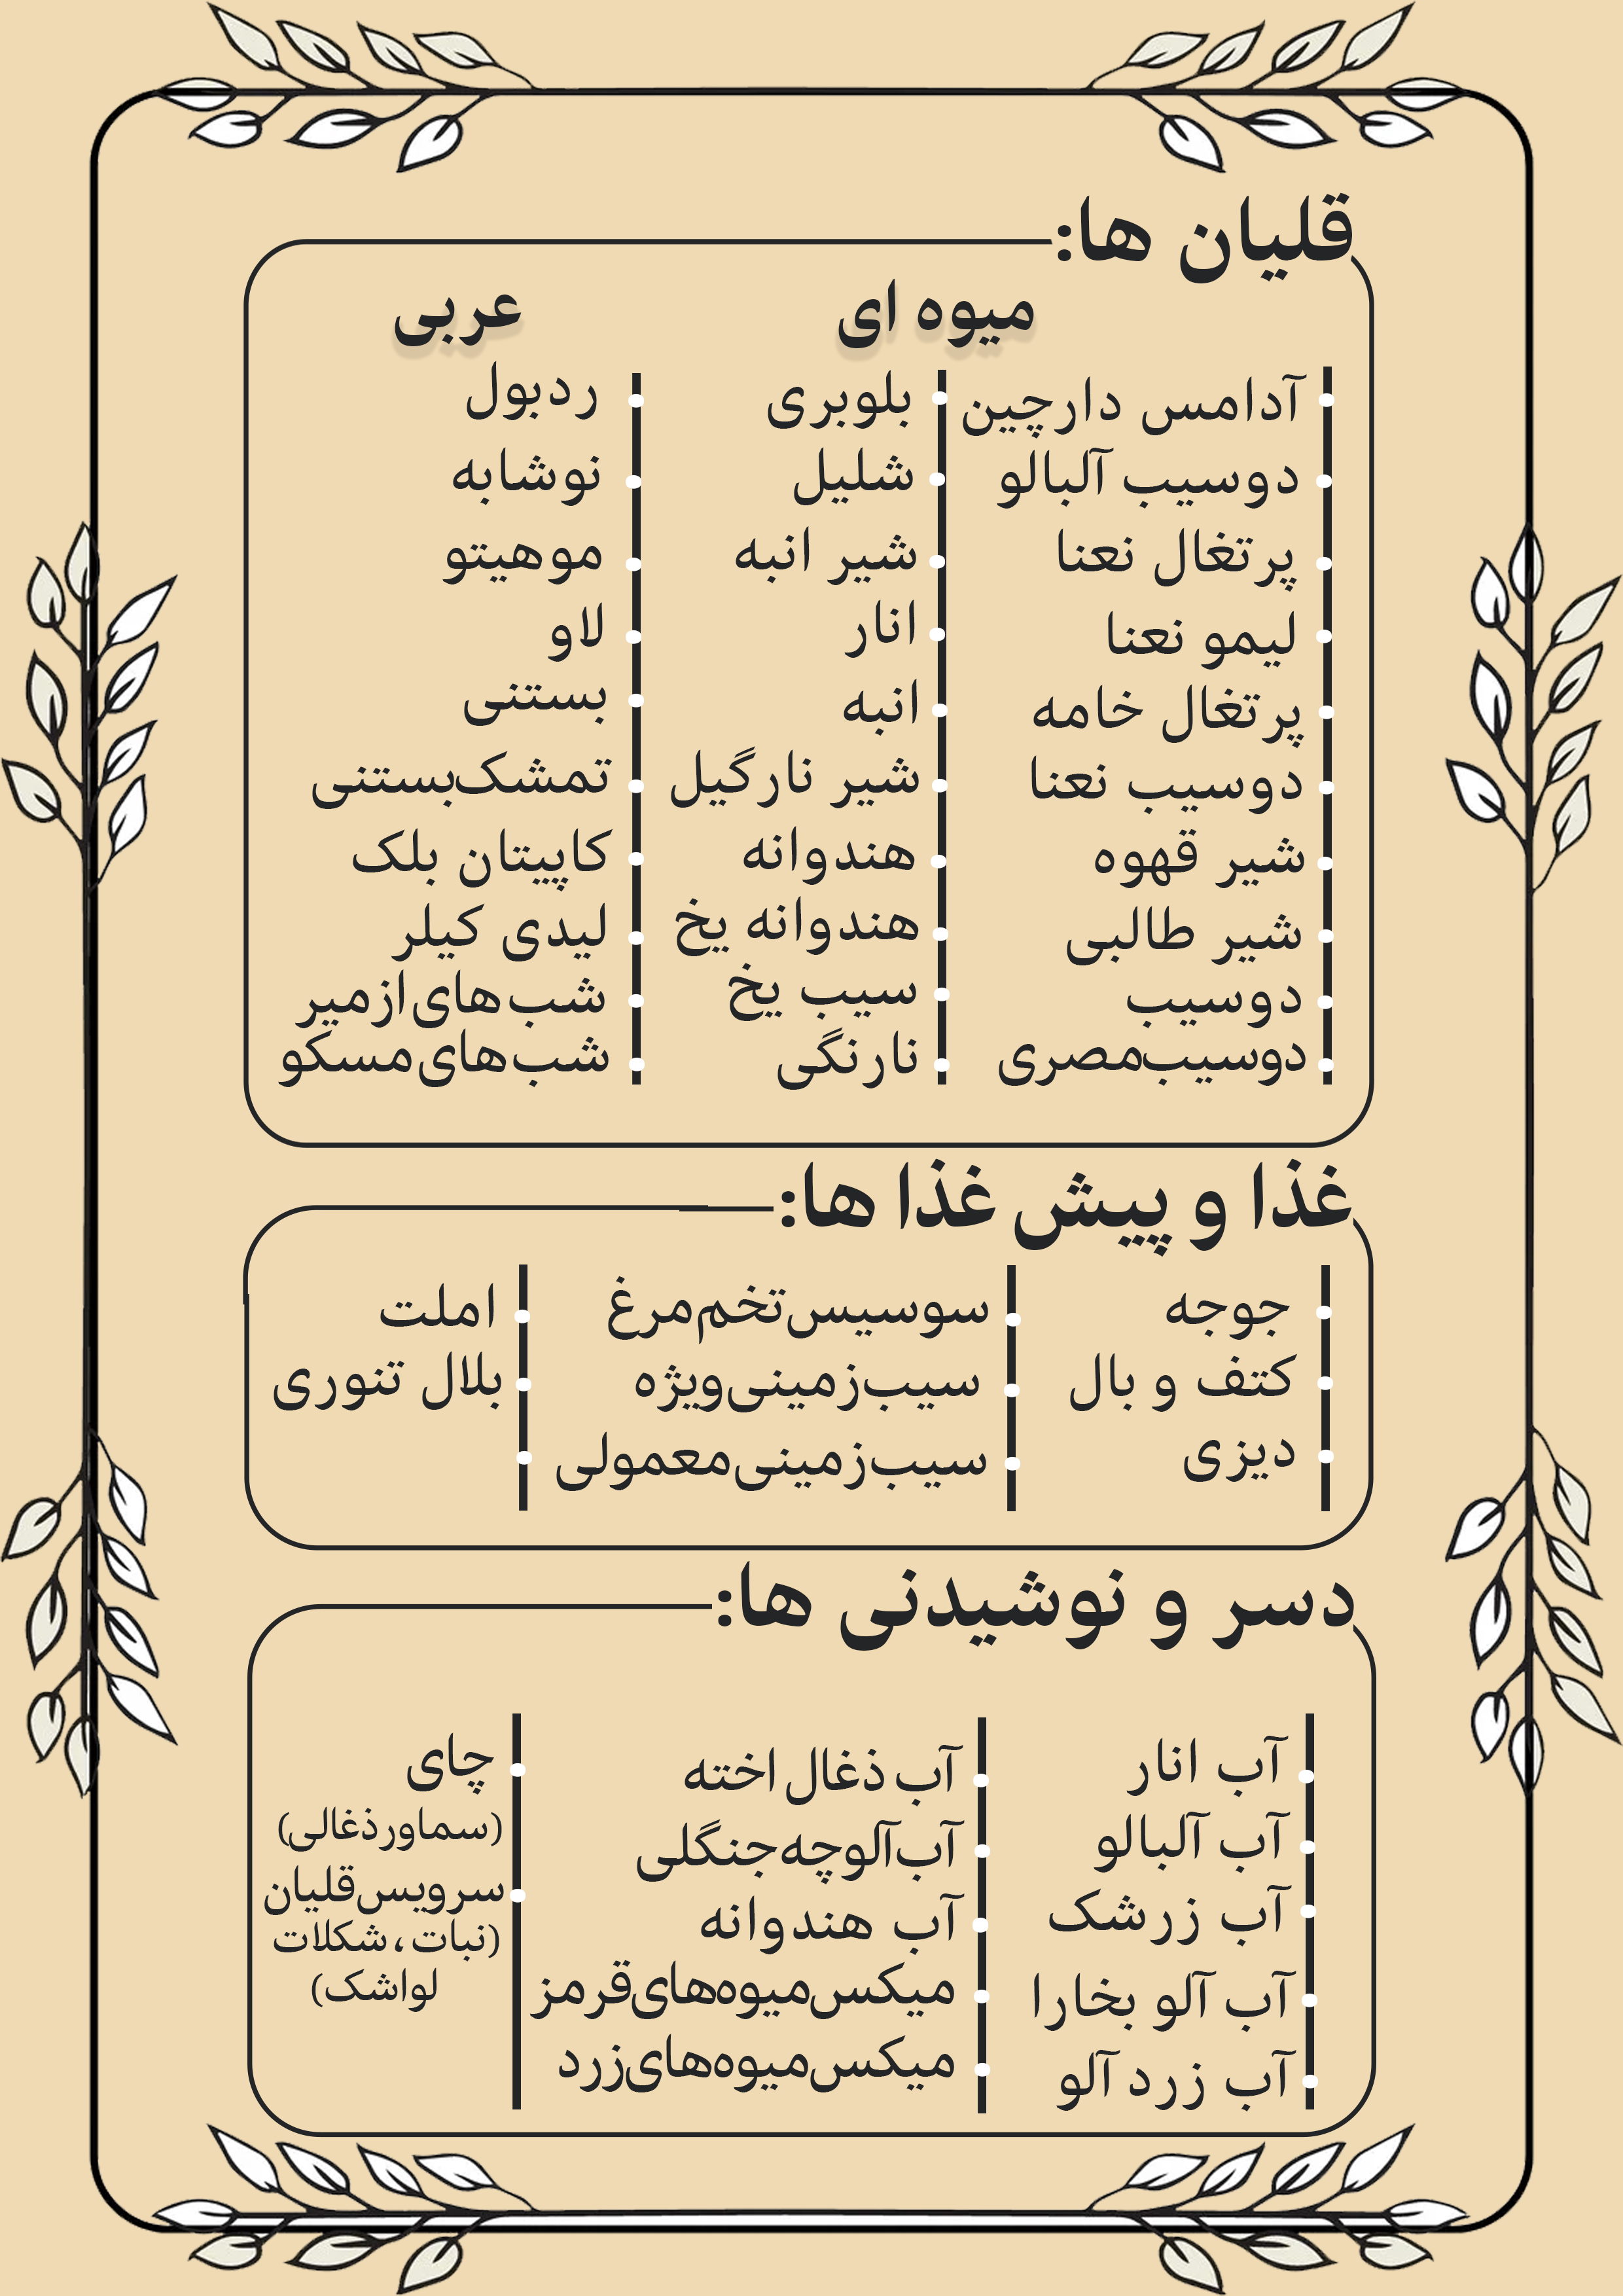 قلیان ها:
میوه ای
آدامس دارچین
دوسیب آلبالو
پرتغال نعنا
لیمو نعنا
پرتغال خامه
دوسیب نعنا
شیر قهوه
شیر طالبی
دوسیب
دوسیب‌مصری
بلوبری
شلیل
شیر انبه
انار
انبه
شیر نارگیل
هندوانه
هندوانه یخ
سیب یخ
نارنگی
عربی
ردبول
نوشابه
موهیتو
لاو
بستنی
تمشک‌بستنی
کاپیتان بلک
لیدی کیلر
شب‌های‌ازمیر
شب‌های‌مسکو
غذا و پیش غذا ها:
جوجه
کتف و بال
دیزی
سوسیس‌تخم‌مرغ
سیب‌زمینی‌ویژه
سیب‌زمینی‌معمولی
املت
بلال تنوری
دسر و نوشیدنی ها:
آب انار
آب آلبالو
آب زرشک
آب آلو بخارا
آب زرد آلو
آب ذغال اخته
آب‌آلوچه‌جنگلی
آب هندوانه
میکس‌میوه‌های‌قرمز
میکس‌میوه‌های‌زرد
چای
(سماورذغالی)
سرویس‌قلیان
(نبات ، شکلات
لواشک)